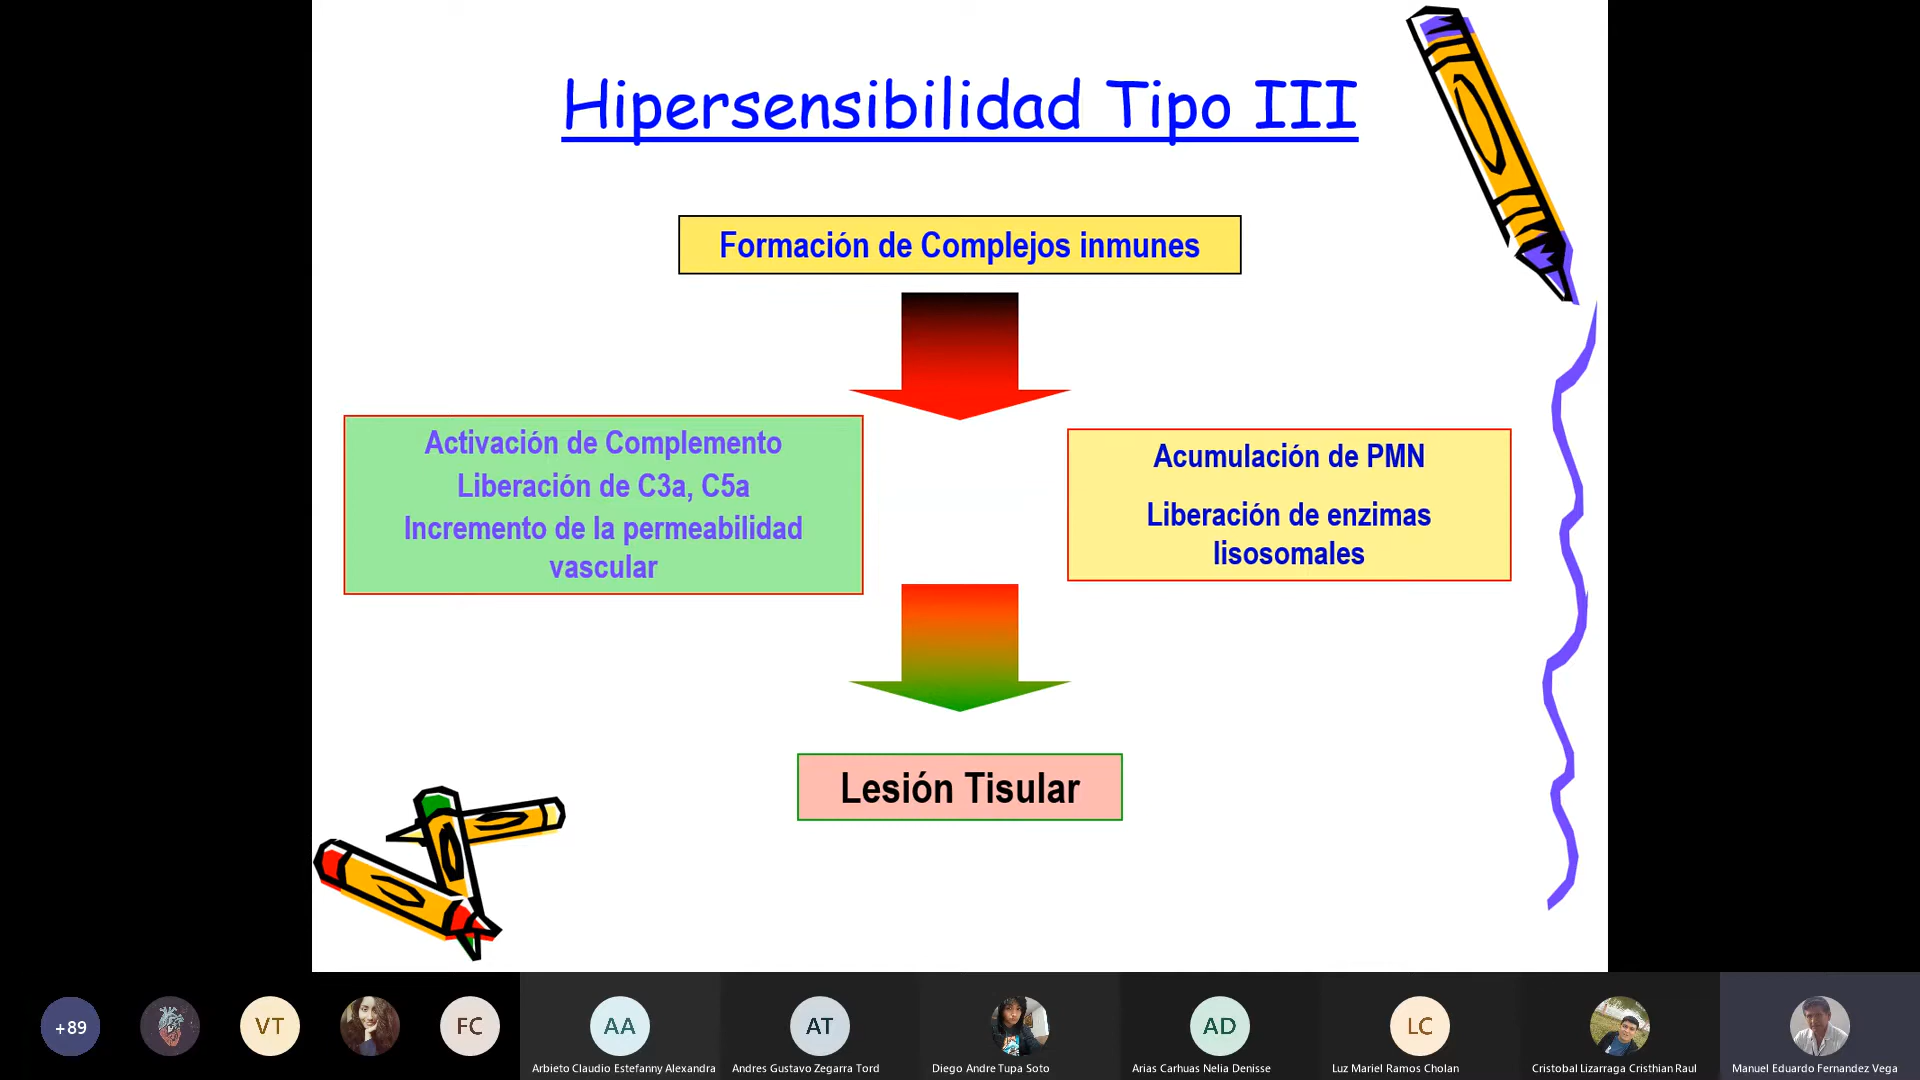 Hipersensibilidad Tipo III
Formación de Complejos inmunes
Activación de Complemento
Liberación de C3a, C5a
Incremento de la permeabilidad
vascular
Acumulación de PMN
Liberación de enzimas
lisosomales
Lesión Tisular
+89
VT
FC
AA
AT
AD
LC
Arbieto Claudio Estefanny Alexandra
Andres Gustavo Zegarra Tord
Diego Andre Tupa Soto
Arias Carhuas Nelia Denisse
Luz Mariel Ramos Cholan
Cristobal Lizarraga Cristhian Raul
Manuel Eduardo Fernandez Vega